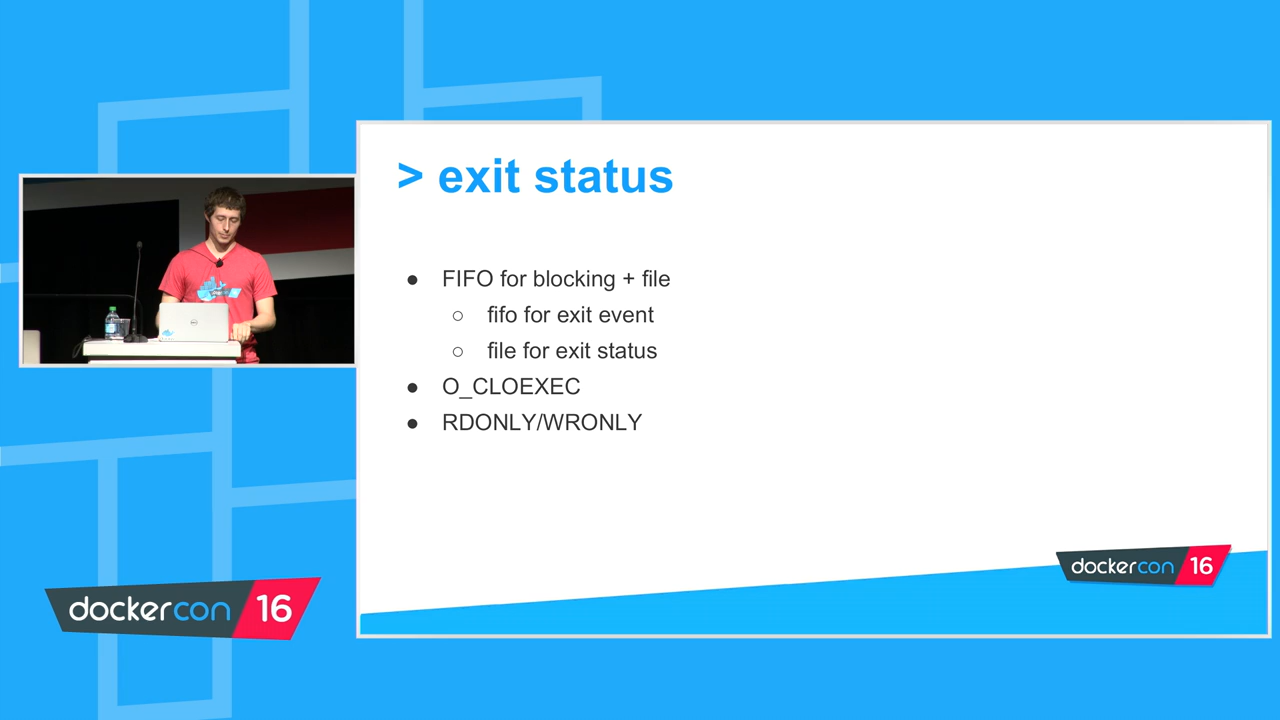 > exit status
● FIFO for blocking + file
○ fifo for exit event
○ file for exit status
● O_CLOEXEC
● RDONLY/WRONLY
dockercon 16
dockercon 16